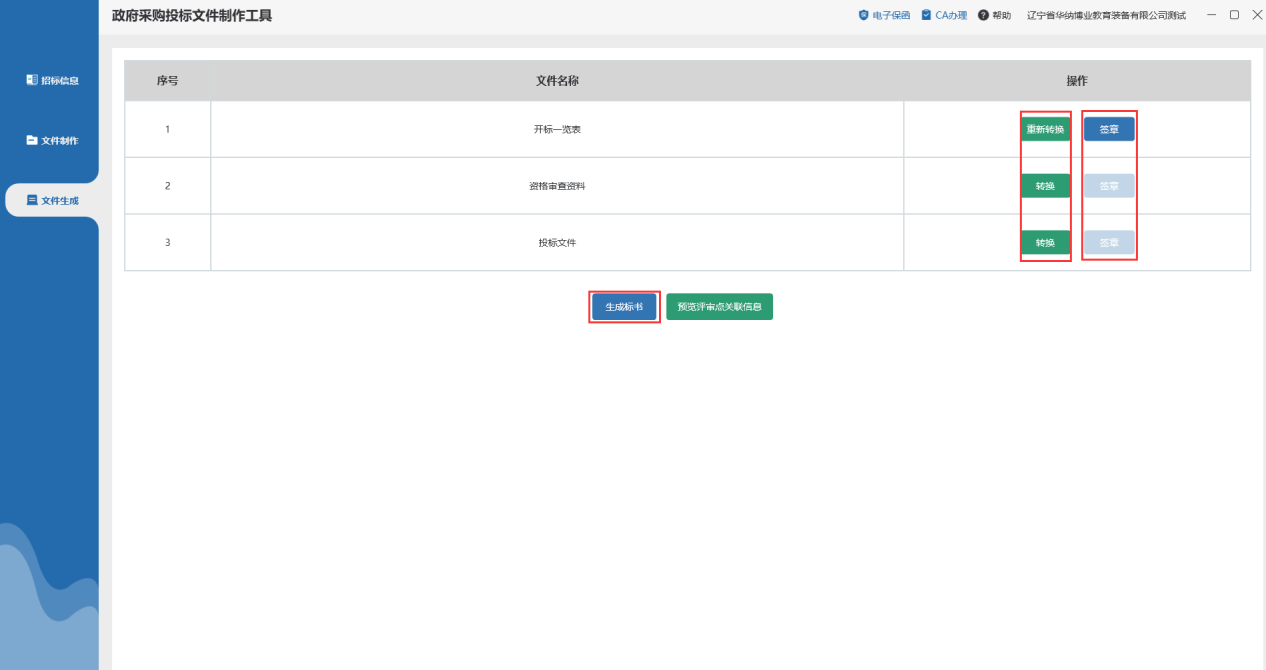 政府采购投标文件制作工具
电子保函 CA办理 帮助 辽宁省华纳博业教育装备有限公司测试
招标信息
文件制作
文件生成
序号 文件名称 操作
1 开标一览表 重新转换 签章
2 资格审查资料 转换 签章
3 投标文件 转换 签章
生成标书 预览评审点关联信息